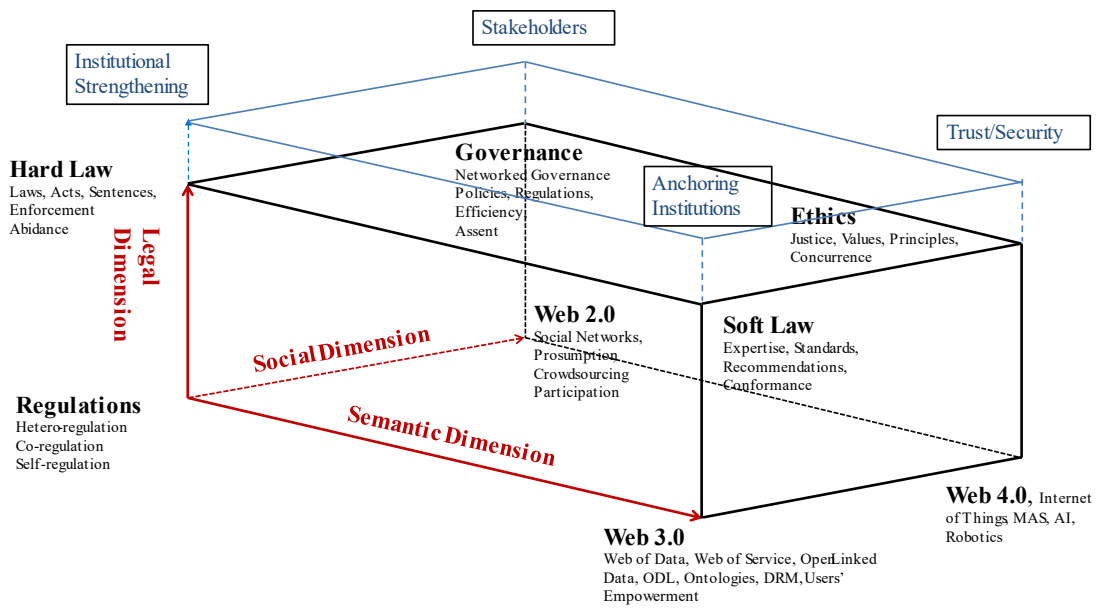 Stakeholders
Institutional
Strengthening
Trust/Security
Hard Law
Laws, Acts, Sentences,
Enforcement
Abidance
Governance
Networked Governance
Policies, Regulations,
Efficiency,
Assent
Anchoring
Institutions
Ethics
Justice, Values, Principles,
Concurrence
Legal
Dimension
Web 2.0
Social Networks,
Prosumption,
Crowdsourcing
Participation
Soft Law
Expertise, Standards,
Recommendations,
Conformance
Social Dimension
Semantic Dimension
Regulations
Hetero-regulation
Co-regulation
Self-regulation
Web 4.0, Internet
of Things, MAS, AI,
Robotics
Web 3.0
Web of Data, Web of Service, Open Linked
Data, ODL, Ontologies, DRM, Users’
Empowerment